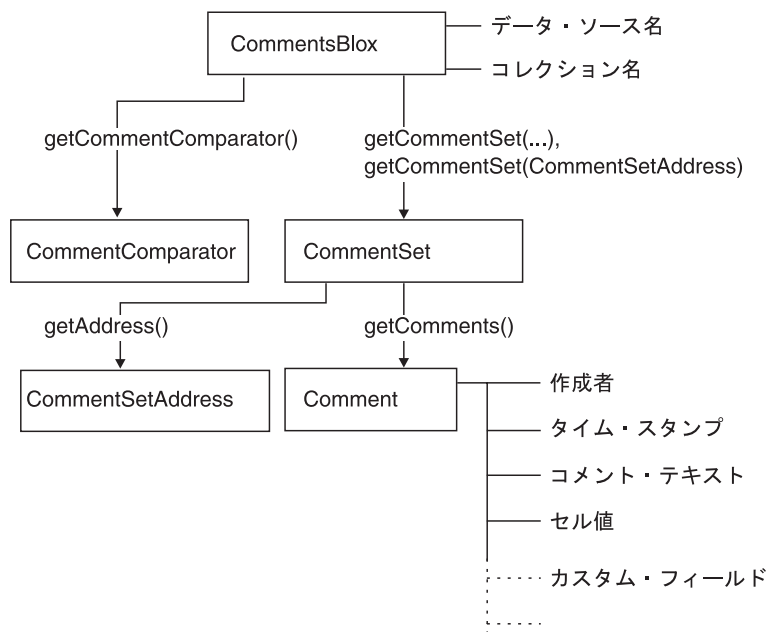 CommentsBlox
データ・ソース名
コレクション名
getCommentComparator()
getCommentSet(...),
getCommentSet(CommentSetAddress)
CommentComparator
CommentSet
getAddress()
getComments()
CommentSetAddress
Comment
作成者
タイム・スタンプ
コメント・テキスト
セル値
カスタム・フィールド